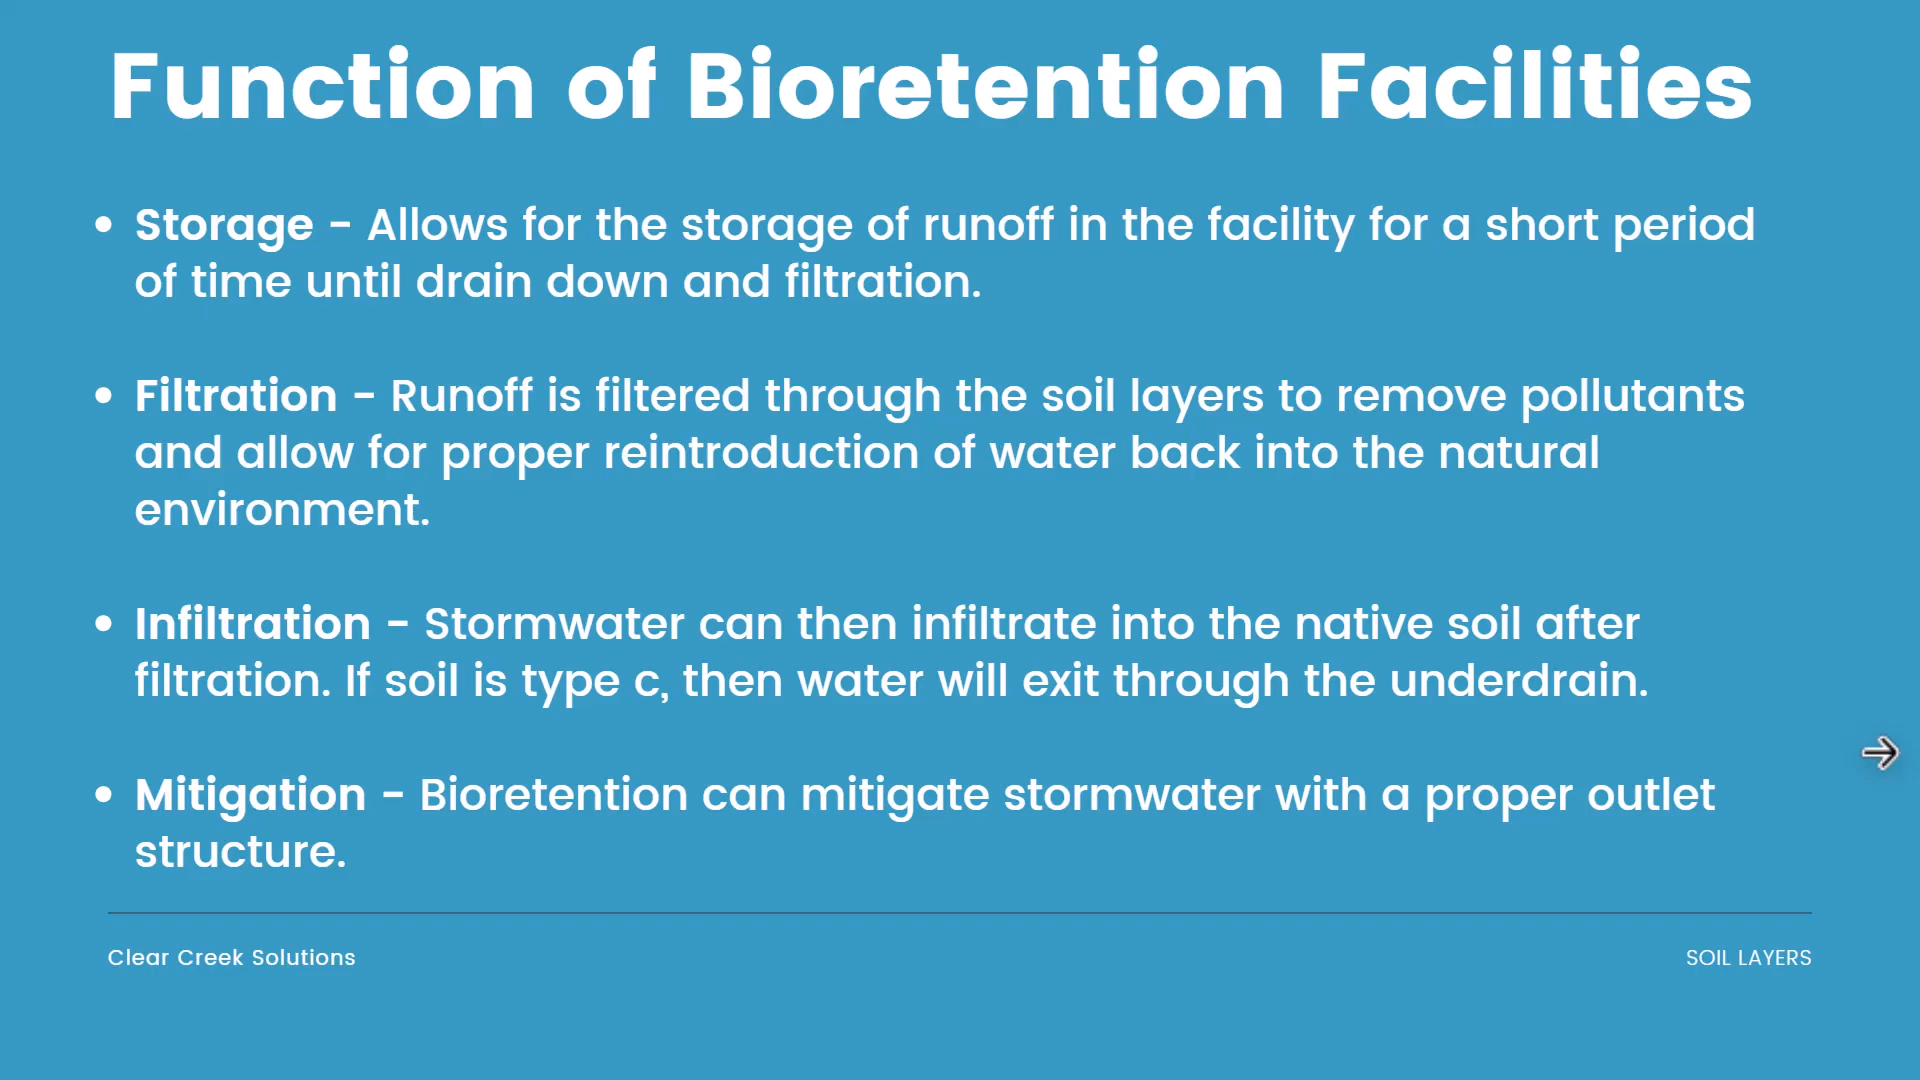 Function of Bioretention Facilities
• Storage - Allows for the storage of runoff in the facility for a short period
of time until drain down and filtration.
• Filtration - Runoff is filtered through the soil layers to remove pollutants
and allow for proper reintroduction of water back into the natural
environment.
• Infiltration - Stormwater can then infiltrate into the native soil after
filtration. If soil is type c, then water will exit through the underdrain.
• Mitigation - Bioretention can mitigate stormwater with a proper outlet
structure.
Clear Creek Solutions
SOIL LAYERS